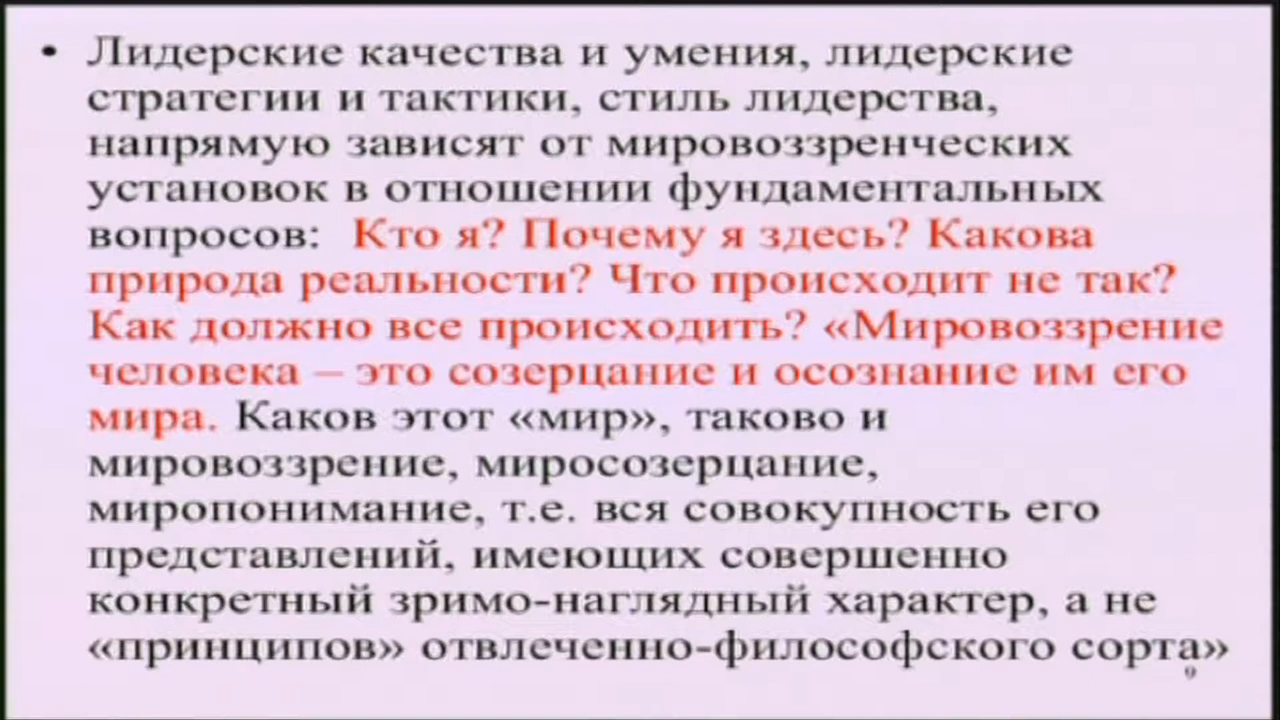 • Лидерские качества и умения, лидерские
стратегии и тактики, стиль лидерства,
напрямую зависят от мировоззренческих
установок в отношении фундаментальных
вопросов: Кто я? Почему я здесь? Какова
природа реальности? Что происходит не так?
Как должно все происходить? «Мировоззрение
человека – это созерцание и осознание им его
мира. Каков этот «мир», таково и
мировоззрение, миросозерцание,
миропонимание, т.е. вся совокупность его
представлений, имеющих совершенно
конкретный зримо-наглядный характер, а не
«принципов» отвлеченно-философского сорта»
9